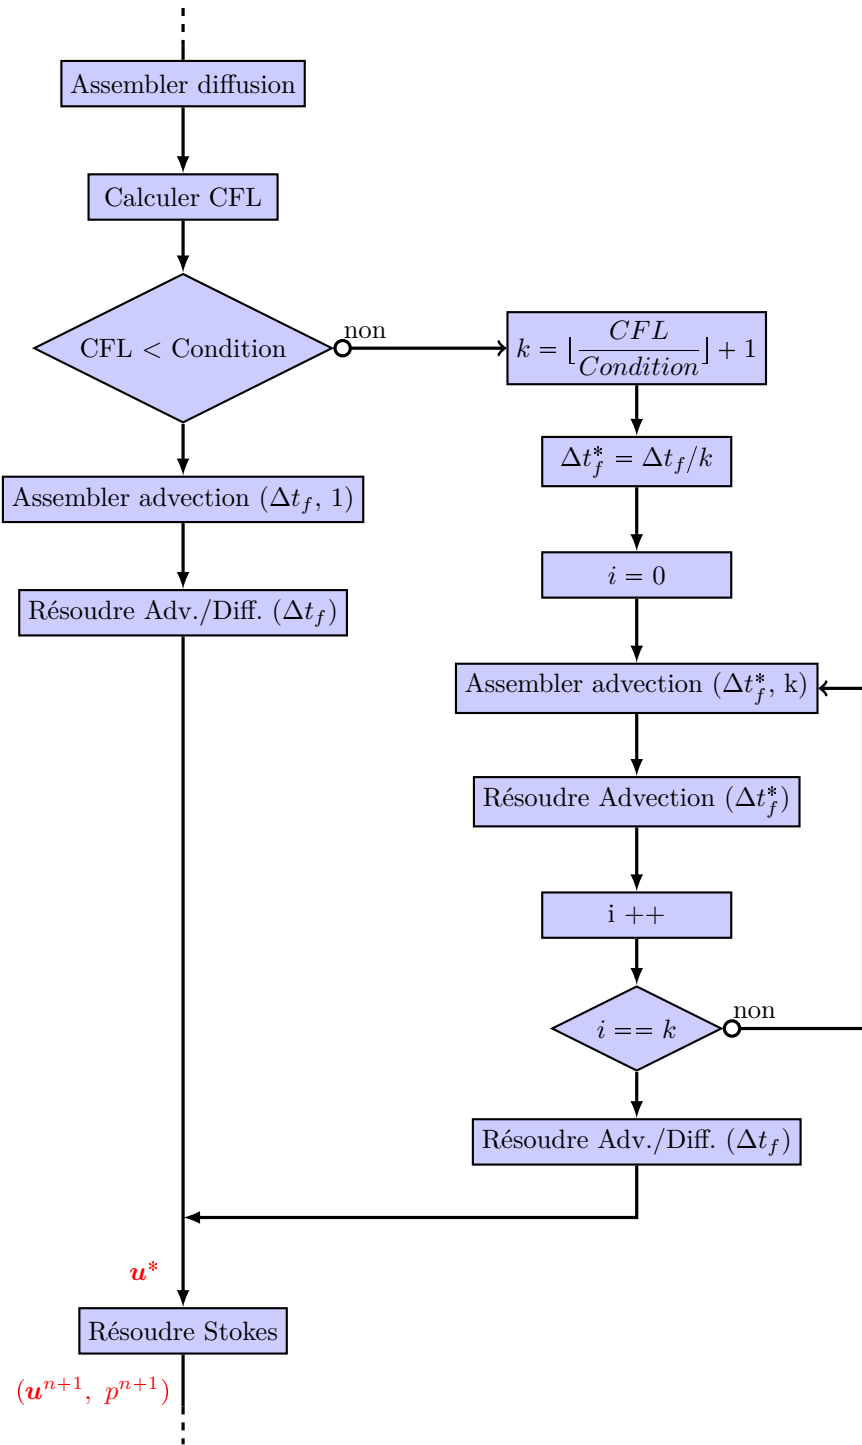 Assembler diffusion
Calculer CFL
CFL < Condition
non
k = ⌊CFL/Condition⌋ + 1
Δt*_f = Δt_f/k
Assembler advection (Δt_f, 1)
i = 0
Résoudre Adv./Diff. (Δt_f)
Assembler advection (Δt*_f, k)
Résoudre Advection (Δt*_f)
i ++
non
i == k
Résoudre Adv./Diff. (Δt_f)
u*
Résoudre Stokes
(u^{n+1}, p^{n+1})